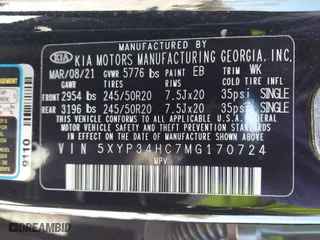 KIA MANUFACTURED BY
KIA MOTORS MANUFACTURING GEORGIA, INC.
MAR/08/21 GVWR 5776 lbs PAINT EB TRIM WK
GAWR TIRES RIMS COLD TIRE INFL
FRONT 2954 lbs 245/50R20 7.5Jx20 35psi SINGLE
REAR 3196 lbs 245/50R20 7.5Jx20 35psi SINGLE
THIS VEHICLE CONFORMS TO ALL APPLICABLE
FEDERAL MOTOR VEHICLE SAFETY AND THEFT
PREVENTION STANDARDS IN EFFECT ON THE DATE OF
MANUFACTURE SHOWN ABOVE
VIN 5XYP34HC7MG170724
MPV
9110
DREAMBID